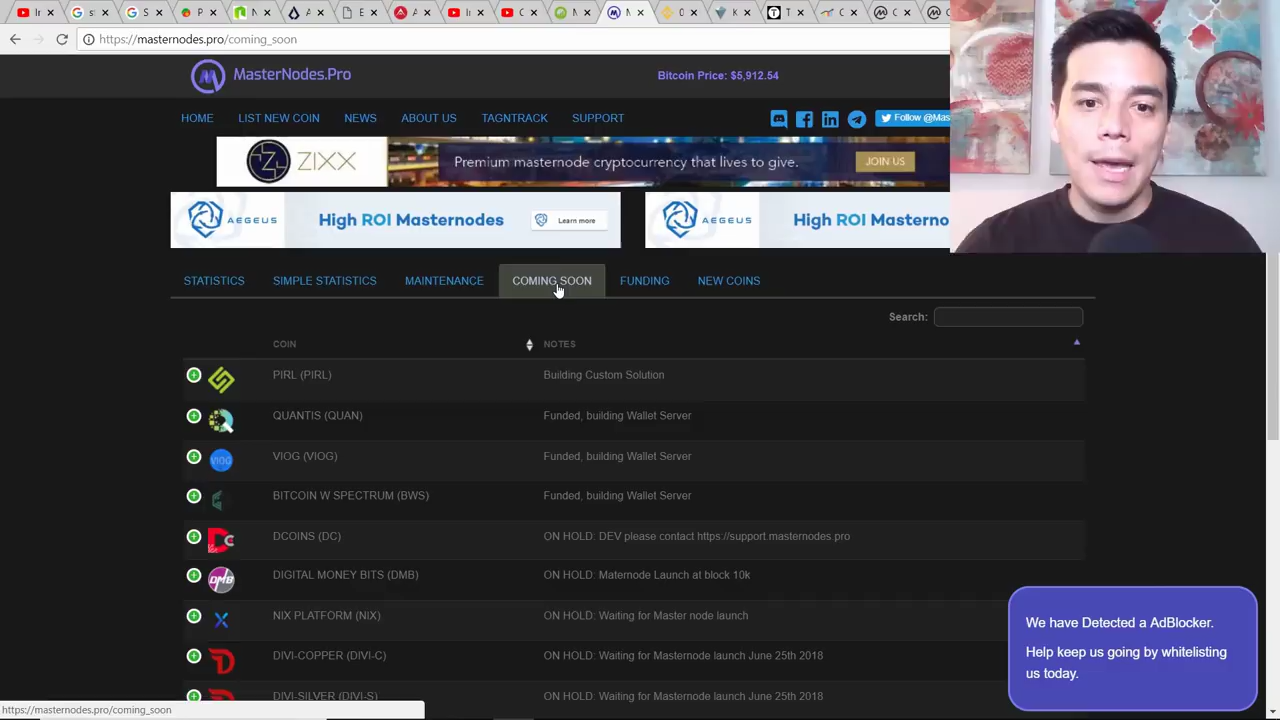 https://masternodes.pro/coming_soon
MasterNodes.Pro
Bitcoin Price: $5,912.54
HOME LIST NEW COIN NEWS ABOUT US TAGNTRACK SUPPORT
Follow @Mas
ZIXX
Premium masternode cryptocurrency that lives to give.
JOIN US
AEGEUS
High ROI Masternodes
Learn more
AEGEUS
High ROI Masterno
STATISTICS SIMPLE STATISTICS MAINTENANCE COMING SOON FUNDING NEW COINS
Search:
COIN NOTES
PIRL (PIRL) Building Custom Solution
QUANTIS (QUAN) Funded, building Wallet Server
VIOG
VIOG (VIOG) Funded, building Wallet Server
BITCOIN W SPECTRUM (BWS) Funded, building Wallet Server
DCOINS (DC) ON HOLD: DEV please contact https://support.masternodes.pro
DMB
DIGITAL MONEY BITS (DMB) ON HOLD: Maternode Launch at block 10k
NIX PLATFORM (NIX) ON HOLD: Waiting for Master node launch
DIVI-COPPER (DIVI-C) ON HOLD: Waiting for Masternode launch June 25th 2018
DIVI-SILVER (DIVI-S) ON HOLD: Waiting for Masternode launch June 25th 2018
We have Detected a AdBlocker.
Help keep us going by whitelisting
us today.
https://masternodes.pro/coming_soon